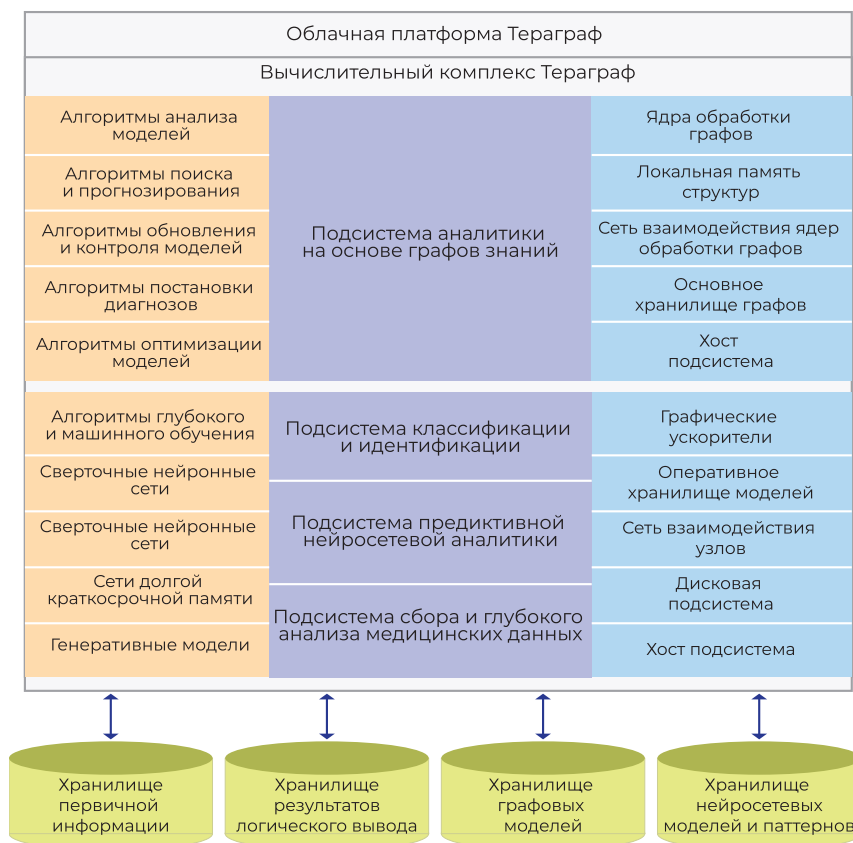 Облачная платформа Тераграф
Вычислительный комплекс Тераграф
Алгоритмы анализа
моделей
Алгоритмы поиска
и прогнозирования
Алгоритмы обновления
и контроля моделей
Алгоритмы постановки
диагнозов
Алгоритмы оптимизации
моделей
Подсистема аналитики
на основе графов знаний
Ядра обработки
графов
Локальная память
структур
Сеть взаимодействия ядер
обработки графов
Основное
хранилище графов
Хост
подсистема
Алгоритмы глубокого
и машинного обучения
Сверточные нейронные
сети
Сверточные нейронные
сети
Сети долгой
краткосрочной памяти
Генеративные модели
Подсистема классификации
и идентификации
Подсистема предиктивной
нейросетевой аналитики
Подсистема сбора и глубокого
анализа медицинских данных
Графические
ускорители
Оперативное
хранилище моделей
Сеть взаимодействия
узлов
Дисковая
подсистема
Хост подсистема
Хранилище
первичной
информации
Хранилище
результатов
логического вывода
Хранилище
графовых
моделей
Хранилище
нейросетевых
моделей и паттернов